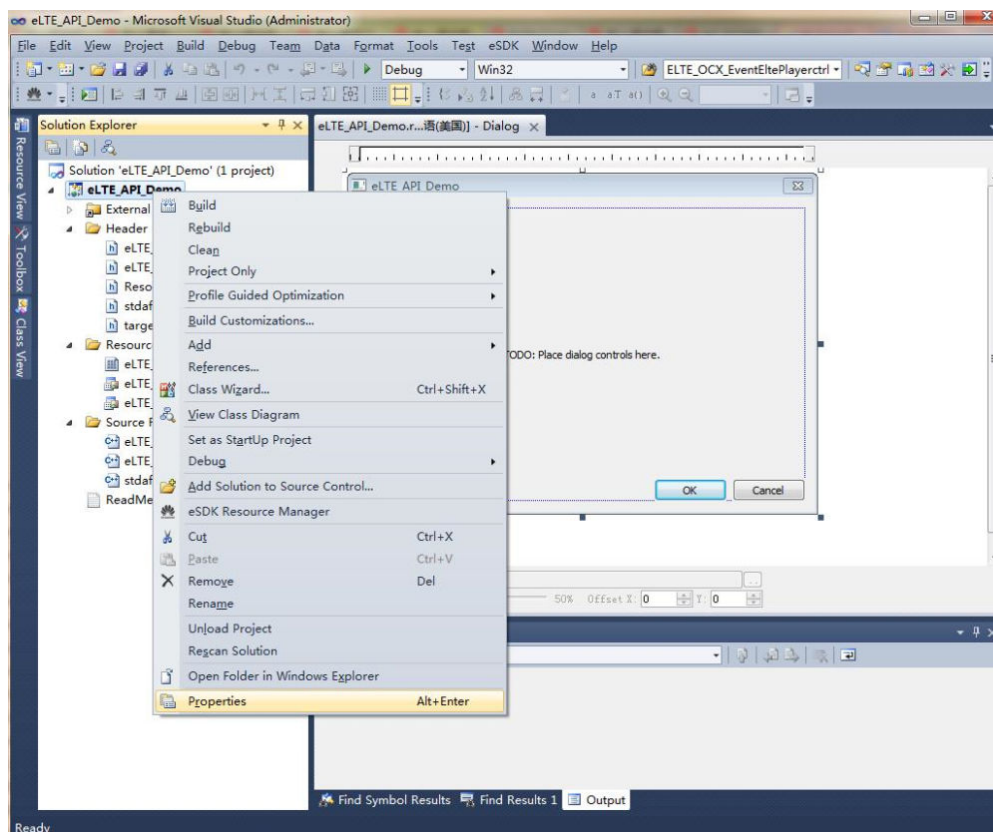 eLTE_API_Demo - Microsoft Visual Studio (Administrator)
File Edit View Project Build Debug Team Data Format Tools Test eSDK Window Help
Debug Win32 ELTE_OCX_EventEltePlayerctrl
Solution Explorer
eLTE_API_Demo.r...语(美国)] - Dialog
Resource View
Toolbox
Class View
Solution 'eLTE_API_Demo' (1 project)
eLTE_API_Demo
External
Header
eLTE_
eLTE_
Reso
stdaf
targe
Resourc
eLTE_
eLTE_
eLTE_
Source F
eLTE_
eLTE_
stdaf
ReadMe
Build
Rebuild
Clean
Project Only
Profile Guided Optimization
Build Customizations...
Add
References...
Class Wizard... Ctrl+Shift+X
View Class Diagram
Set as StartUp Project
Debug
Add Solution to Source Control...
eSDK Resource Manager
Cut Ctrl+X
Paste Ctrl+V
Remove Del
Rename
Unload Project
Rescan Solution
Open Folder in Windows Explorer
Properties Alt+Enter
eLTE API Demo
TODO: Place dialog controls here.
OK Cancel
50% Offset X: 0 Y: 0
Find Symbol Results Find Results 1 Output
Ready